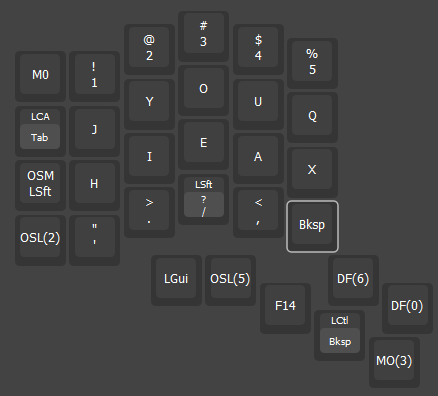 M0
!
1
@
2
#
3
$
4
%
5
LCA
Tab
J
Y
O
U
Q
OSM
LSft
H
I
E
A
X
OSL(2)
"
'
>
.
LSft
?
/
<
,
Bksp
LGui
OSL(5)
F14
DF(6)
DF(0)
LCtl
Bksp
MO(3)